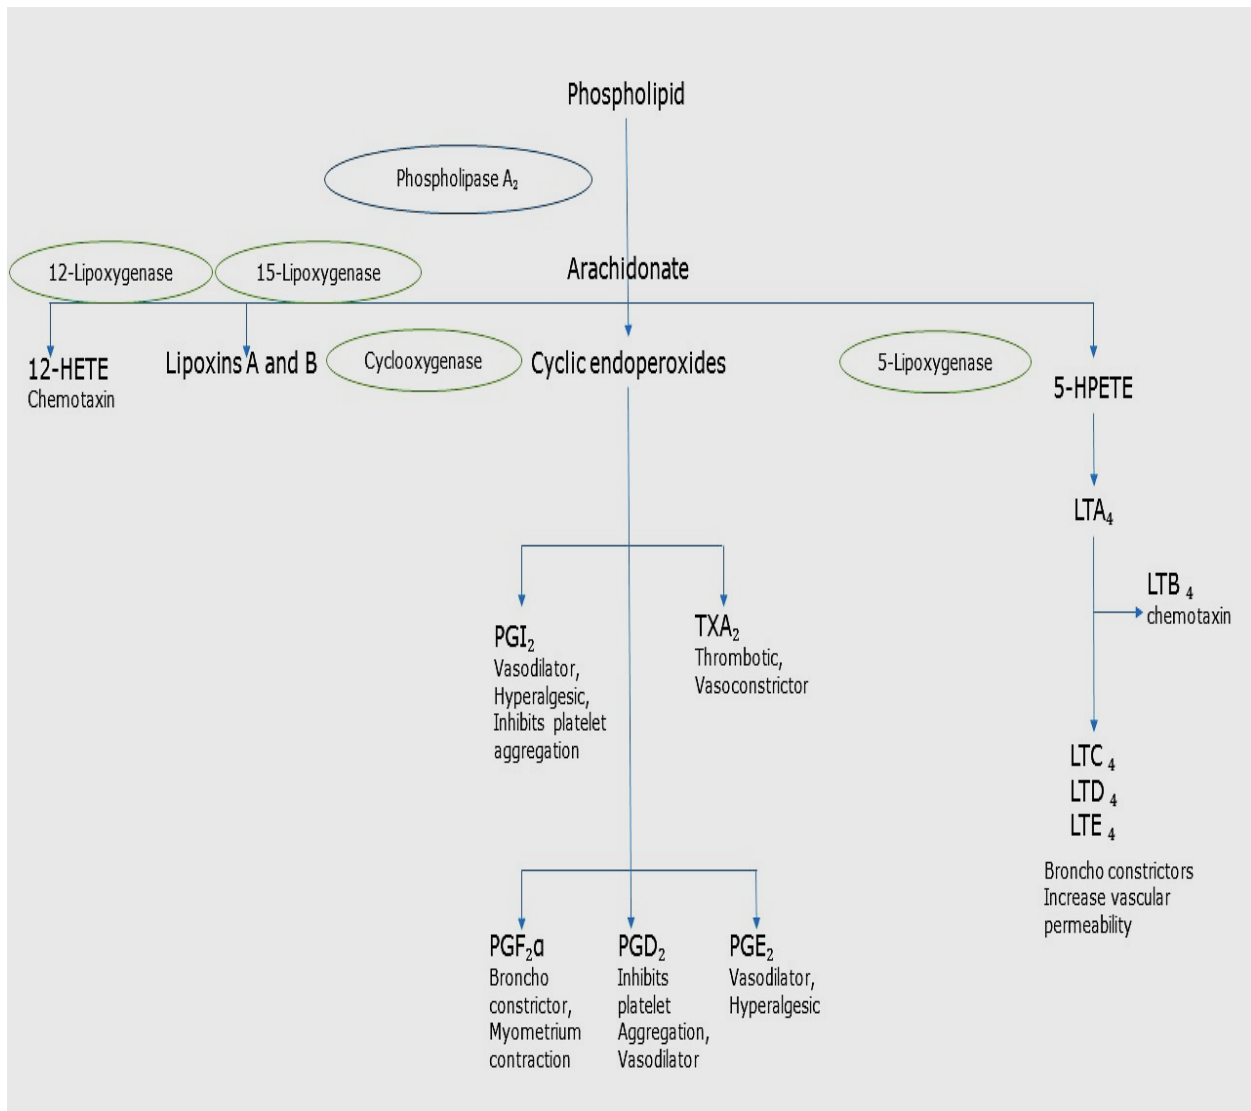 Phospholipid
Phospholipase A₂
12-Lipoxygenase
15-Lipoxygenase
Arachidonate
12-HETE
Chemotaxin
Lipoxins A and B
Cyclooxygenase
Cyclic endoperoxides
5-Lipoxygenase
5-HPETE
LTA₄
LTB ₄
chemotaxin
PGI₂
Vasodilator,
Hyperalgesic,
Inhibits platelet
aggregation
TXA₂
Thrombotic,
Vasoconstrictor
LTC ₄
LTD ₄
LTE ₄
Broncho constrictors
Increase vascular
permeability
PGF₂α
Broncho
constrictor,
Myometrium
contraction
PGD₂
Inhibits
platelet
Aggregation,
Vasodilator
PGE₂
Vasodilator,
Hyperalgesic